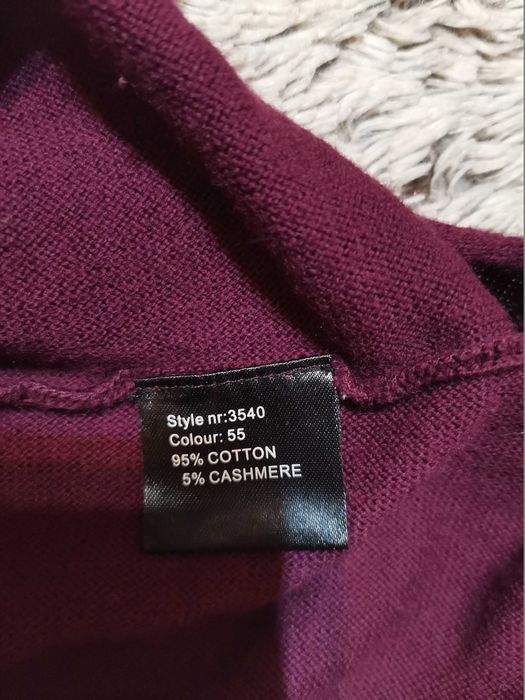 Style nr:3540
Colour: 55
95% COTTON
5% CASHMERE